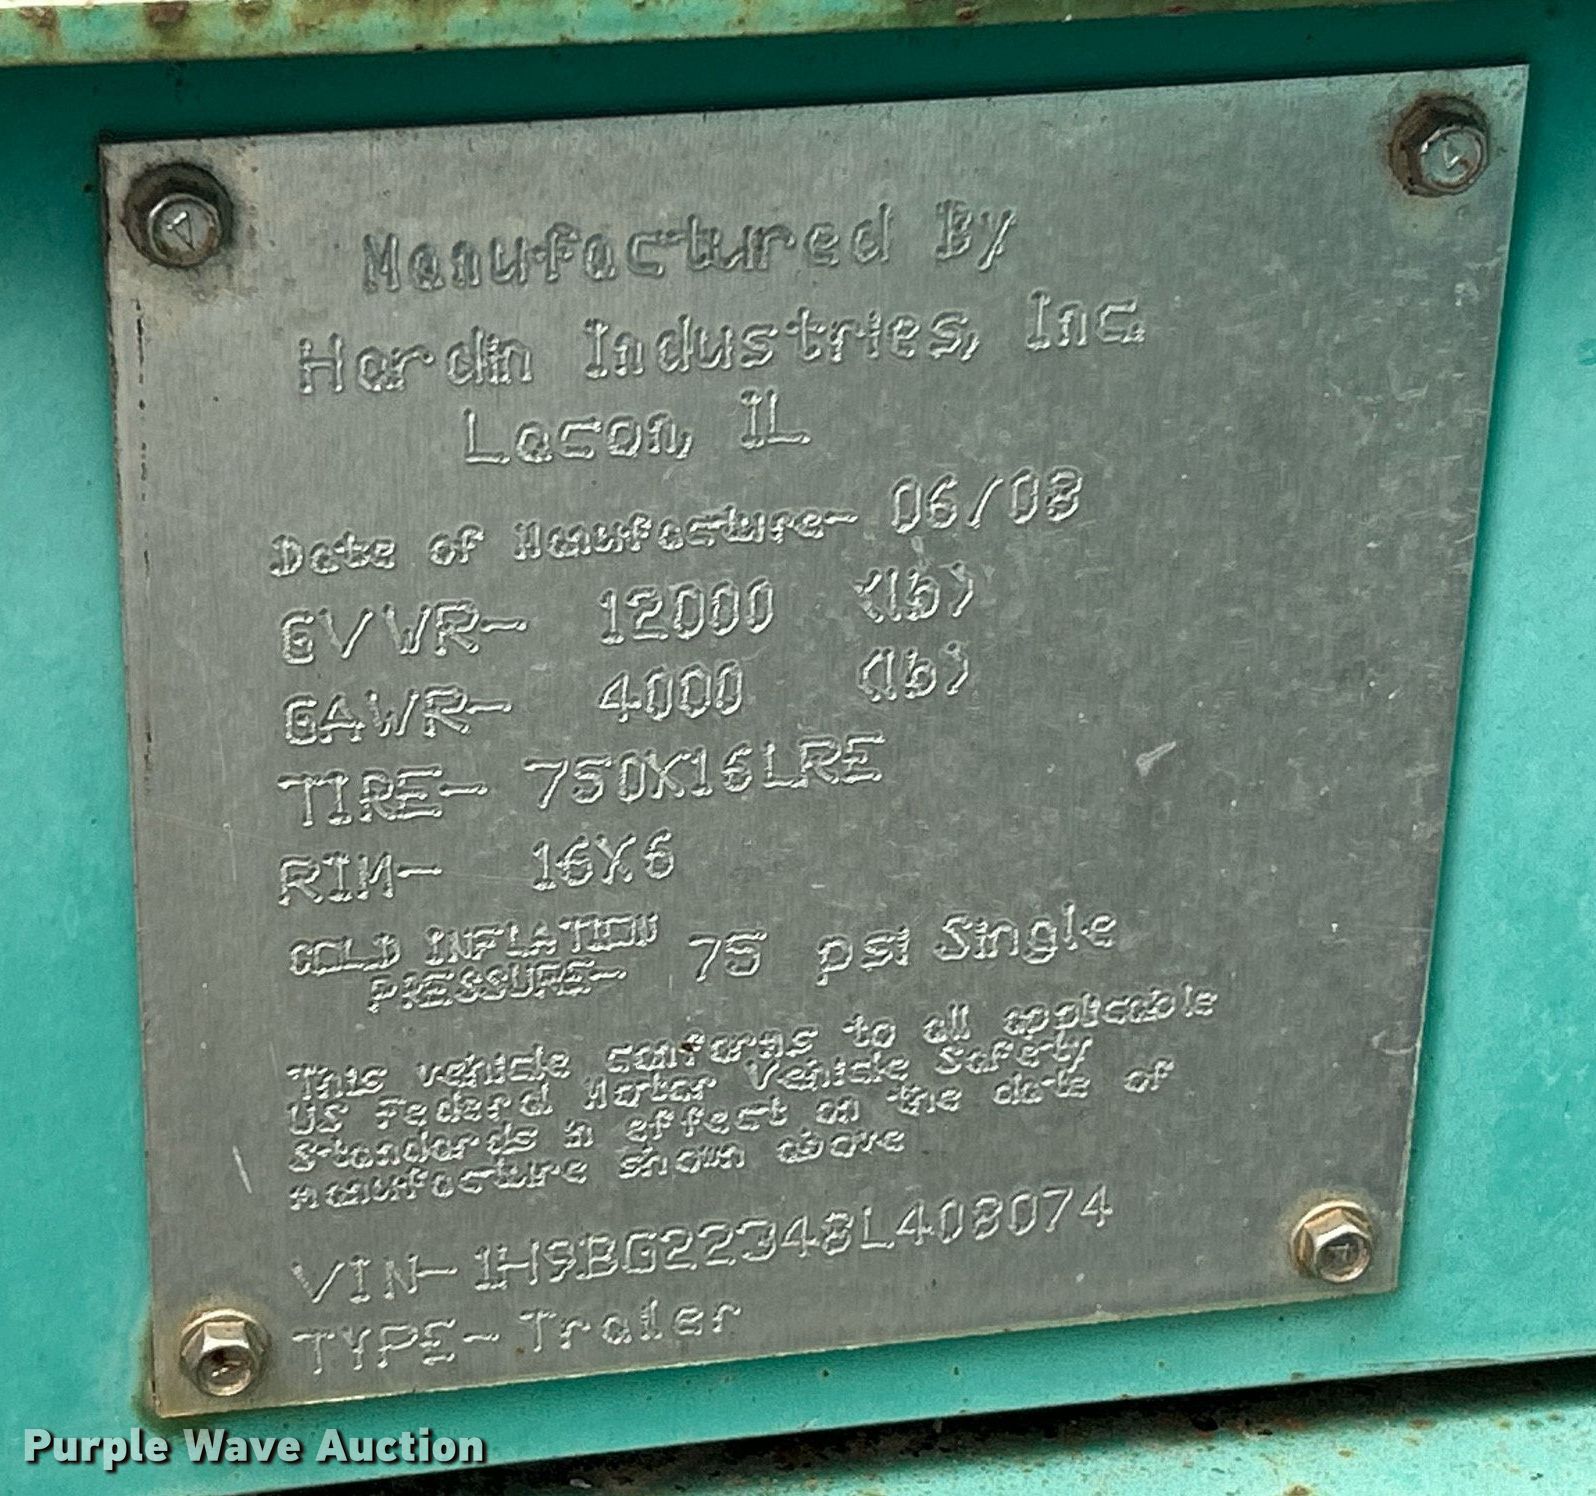 Manufactured By
Hardin Industries, Inc.
Lacon, IL
Date of Manufacture- 06/08
GVWR- 12000 (lb)
GAWR- 4000 (lb)
TIRE- 750X16LRE
RIM- 16X6
COLD INFLATION
PRESSURE- 75 psi Single
This vehicle conforms to all applicable
US Federal Motor Vehicle Safety
Standards in effect on the date of
manufacture shown above
VIN- 1H9BG22348L408074
TYPE- Trailer
Purple Wave Auction